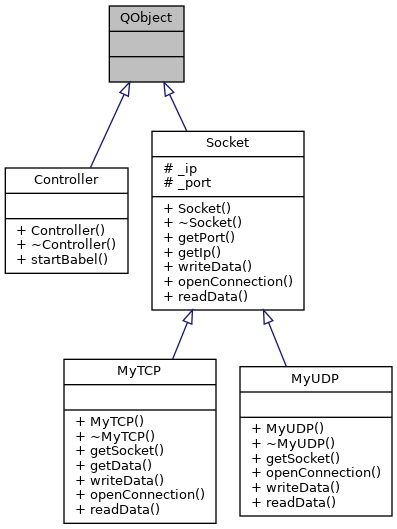 QObject
Socket
# _ip
# _port
+ Socket()
+ ~Socket()
+ getPort()
+ getIp()
+ writeData()
+ openConnection()
+ readData()
Controller
+ Controller()
+ ~Controller()
+ startBabel()
MyTCP
+ MyTCP()
+ ~MyTCP()
+ getSocket()
+ getData()
+ writeData()
+ openConnection()
+ readData()
MyUDP
+ MyUDP()
+ ~MyUDP()
+ getSocket()
+ openConnection()
+ writeData()
+ readData()